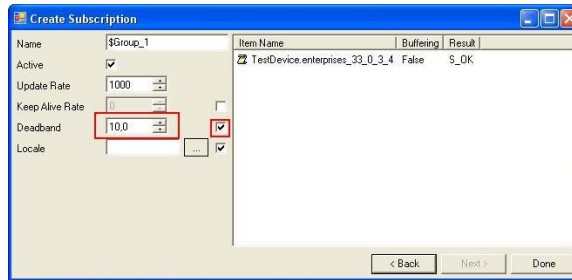 Create Subscription
Name $Group_1
Active
Update Rate 1000
Keep Alive Rate 0
Deadband 10,0
Locale ...
Item Name Buffering Result
TestDevice.enterprises_33_0_3_4 False S_OK
< Back Next > Done